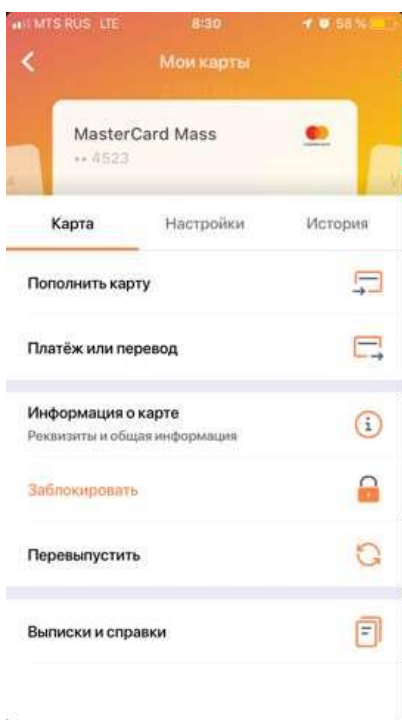 MTS RUS LTE 8:30 58 %
Мои карты
MasterCard Mass
•• 4523
Карта Настройки История
Пополнить карту
Платёж или перевод
Информация о карте
Реквизиты и общая информация
Заблокировать
Перевыпустить
Выписки и справки